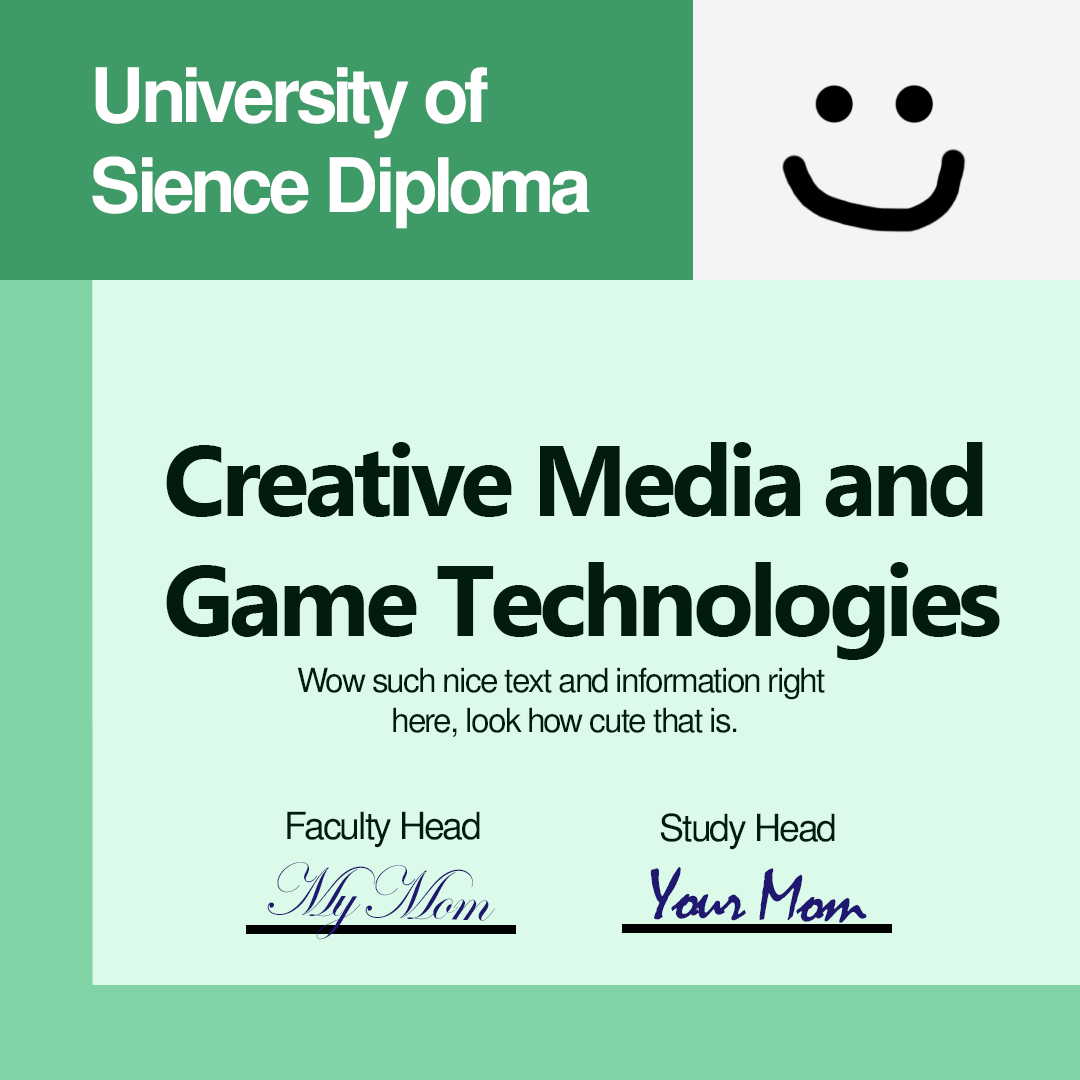 University of
Sience Diploma
Creative Media and
Game Technologies
Wow such nice text and information right
here, look how cute that is.
Faculty Head
Study Head
My Mom
Your Mom